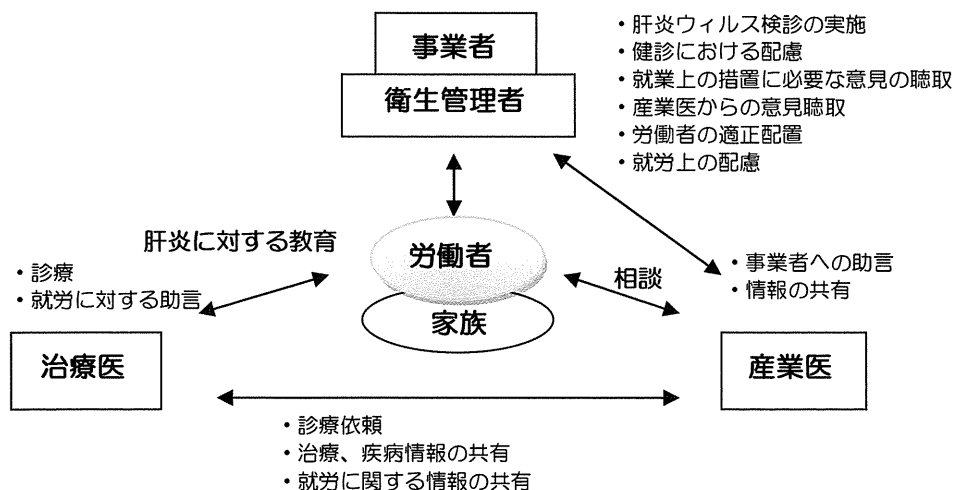 事業者
衛生管理者
・肝炎ウィルス検診の実施
・健診における配慮
・就業上の措置に必要な意見の聴取
・産業医からの意見聴取
・労働者の適正配置
・就労上の配慮
肝炎に対する教育
労働者
家族
相談
・診療
・就労に対する助言
・事業者への助言
・情報の共有
治療医
産業医
・診療依頼
・治療、疾病情報の共有
・就労に関する情報の共有